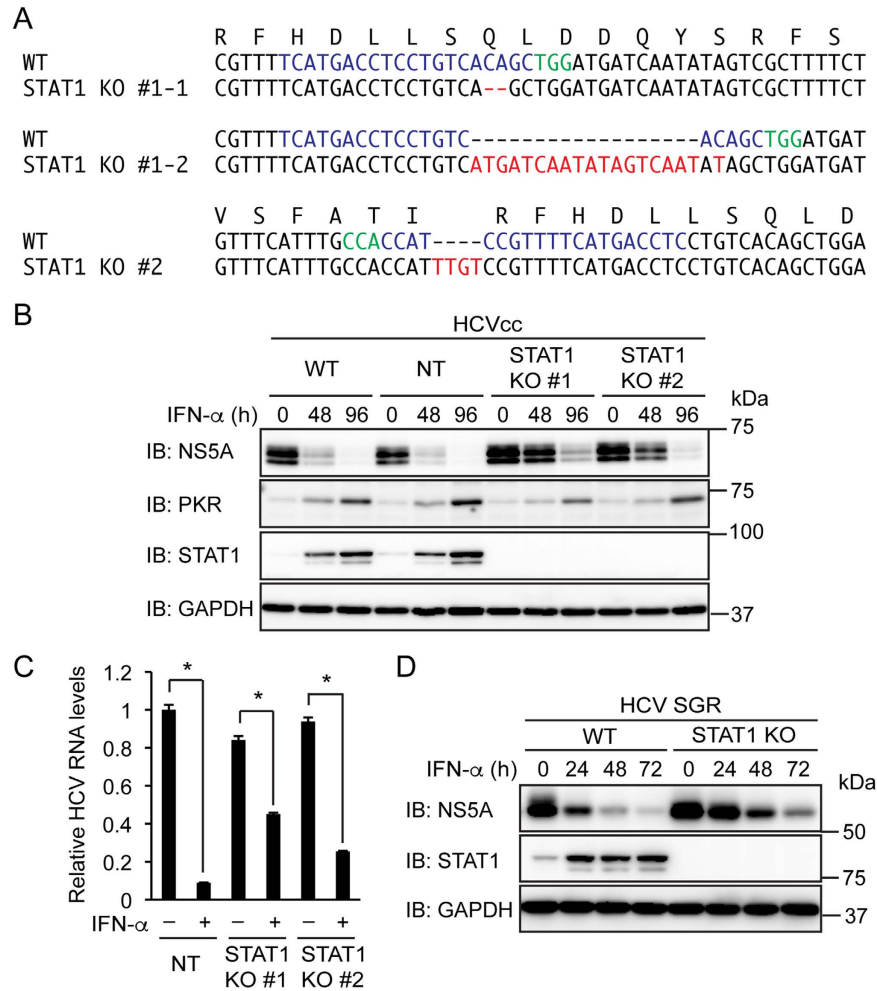 A
R F H D L L S Q L D D Q Y S R F S
WT CGTTTTCATGACCTCCTGTCACAGCTGGATGATCAATATAGTCGCTTTTCT
STAT1 KO #1-1 CGTTTTCATGACCTCCTGTCA--GCTGGATGATCAATATAGTCGCTTTTCT
WT CGTTTTCATGACCTCCTGTC------------------ACAGCTGGATGAT
STAT1 KO #1-2 CGTTTTCATGACCTCCTGTCATGATCAATATAGTCAATATAGCTGGATGAT
V S F A T I R F H D L L S Q L D
WT GTTTCATTTGCCACCAT----CCGTTTTCATGACCTCCTGTCACAGCTGGA
STAT1 KO #2 GTTTCATTTGCCACCATTTGTCCGTTTTCATGACCTCCTGTCACAGCTGGA
B
HCVcc
WT NT STAT1 KO #1 STAT1 KO #2
kDa
IFN-α (h) 0 48 96 0 48 96 0 48 96 0 48 96
75
IB: NS5A
IB: PKR
75
100
IB: STAT1
IB: GAPDH
37
C
Relative HCV RNA levels
1.2
1
0.8
0.6
0.4
0.2
0
* * *
IFN-α − + − + − +
NT STAT1 KO #1 STAT1 KO #2
D
HCV SGR
WT STAT1 KO
IFN-α (h) 0 24 48 72 0 24 48 72
kDa
IB: NS5A
50
IB: STAT1
75
IB: GAPDH
37